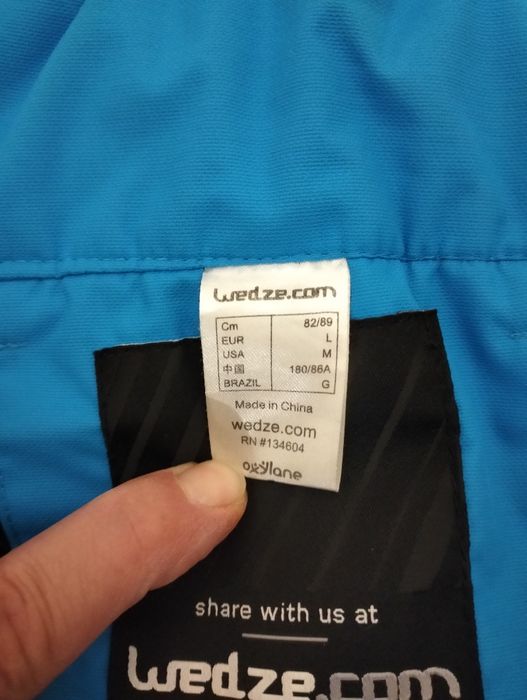 wedze.com
Cm 82/89
EUR L
USA M
中国 180/86A
BRAZIL G
Made in China
wedze.com
RN #134604
oxylane
share with us at
wedze.com